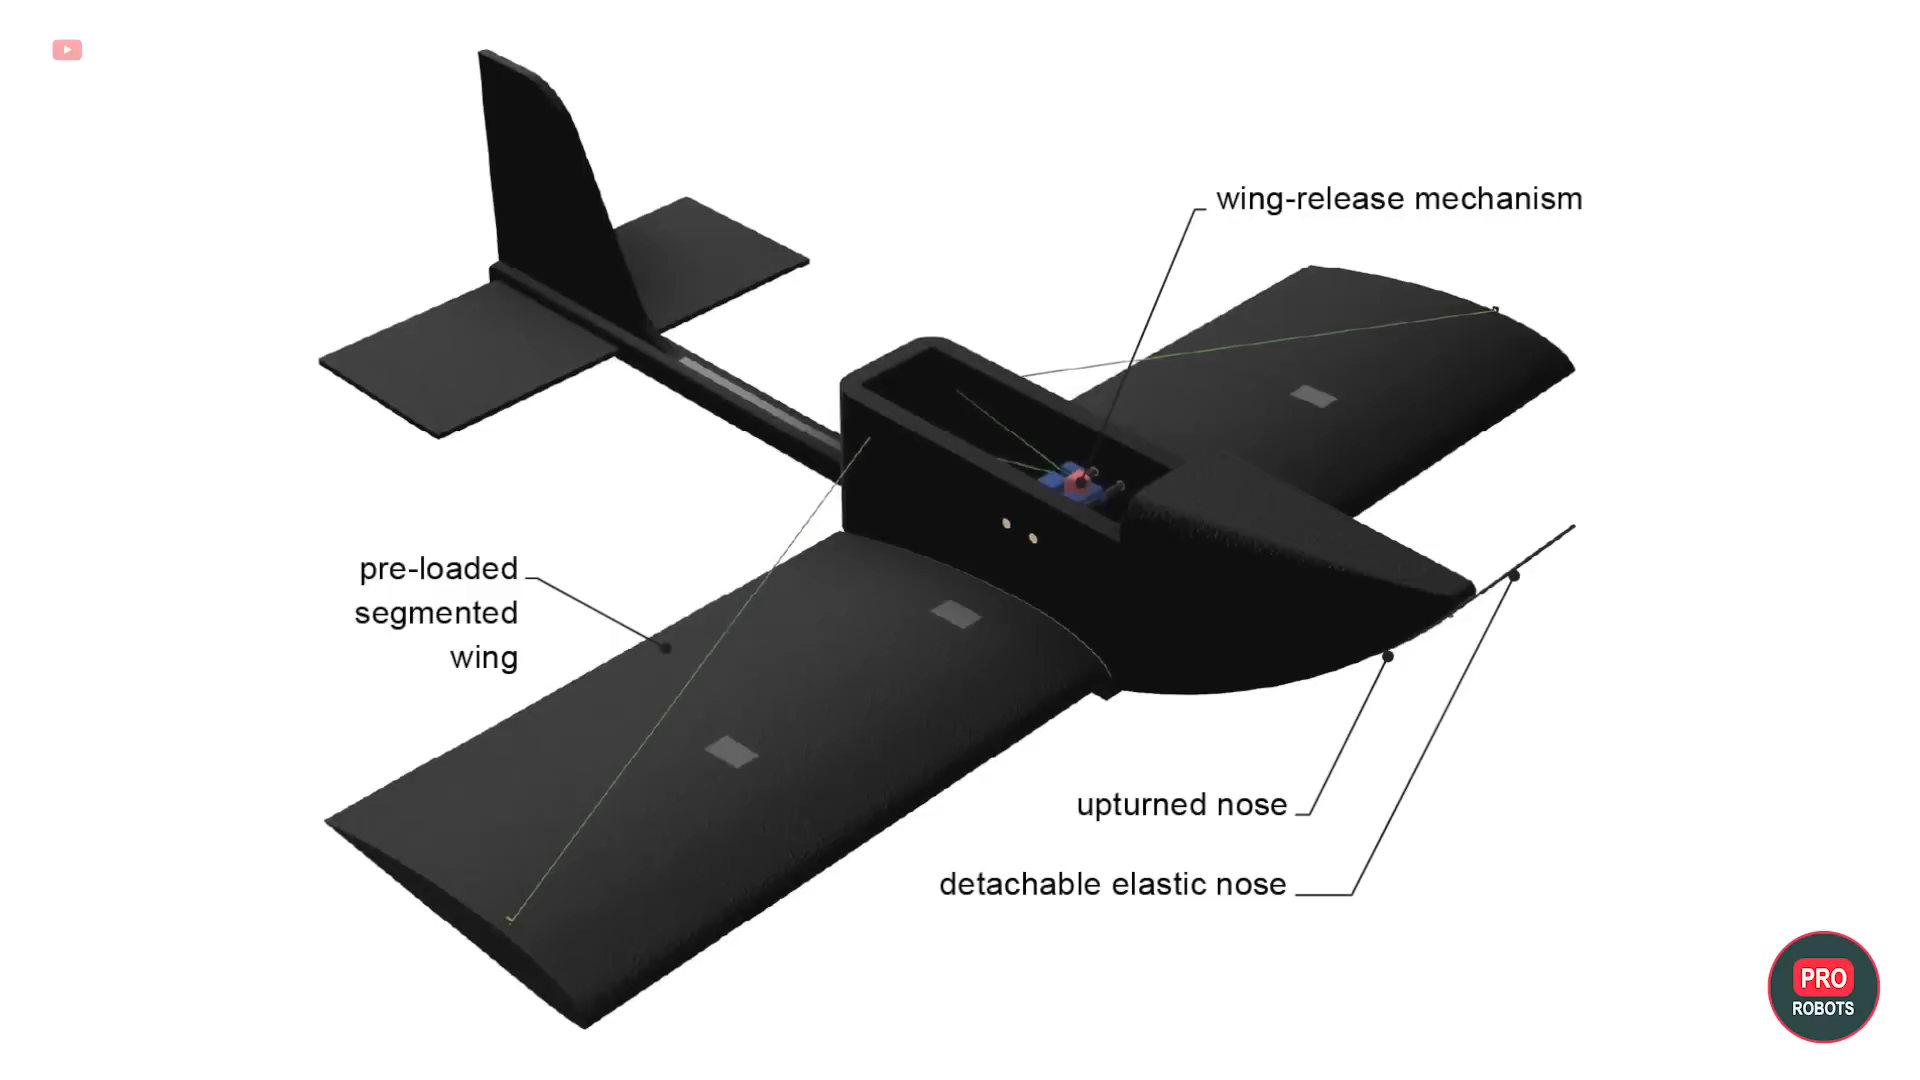 wing-release mechanism
pre-loaded
segmented
wing
upturned nose
detachable elastic nose
PRO
ROBOTS